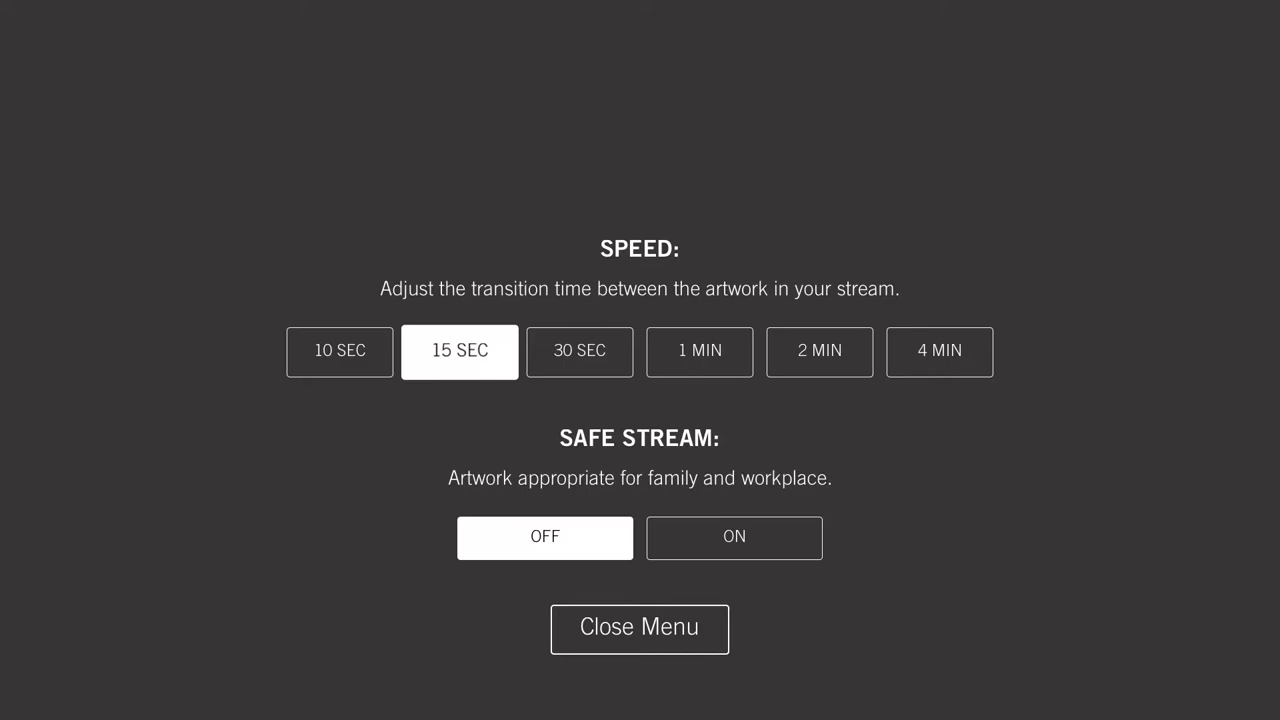 SPEED:
Adjust the transition time between the artwork in your stream.
10 SEC 15 SEC 30 SEC 1 MIN 2 MIN 4 MIN
SAFE STREAM:
Artwork appropriate for family and workplace.
OFF ON
Close Menu